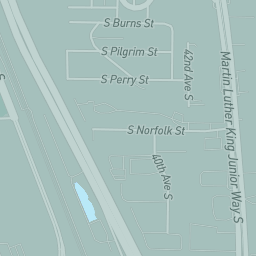 S Burns St
S Pilgrim St
S Perry St
42nd Ave S
S Norfolk St
40th Ave S
Martin Luther King Junior Way S
S